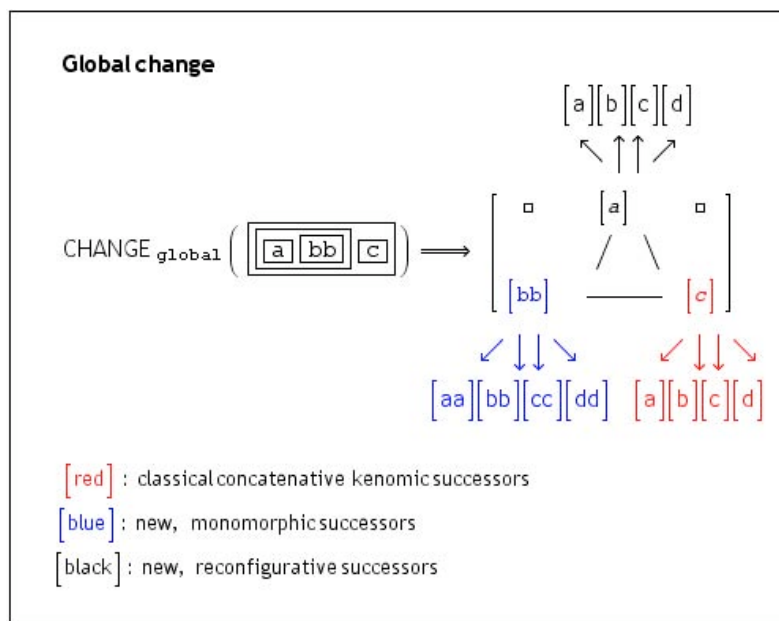 Global change
[a][b][c][d]
CHANGE global ( a bb c ) ⟹ [ ▫ [a] ▫
[bb] [c] ]
[aa][bb][cc][dd] [a][b][c][d]
[red] : classical concatenative kenomic successors
[blue] : new, monomorphic successors
[black] : new, reconfigurative successors